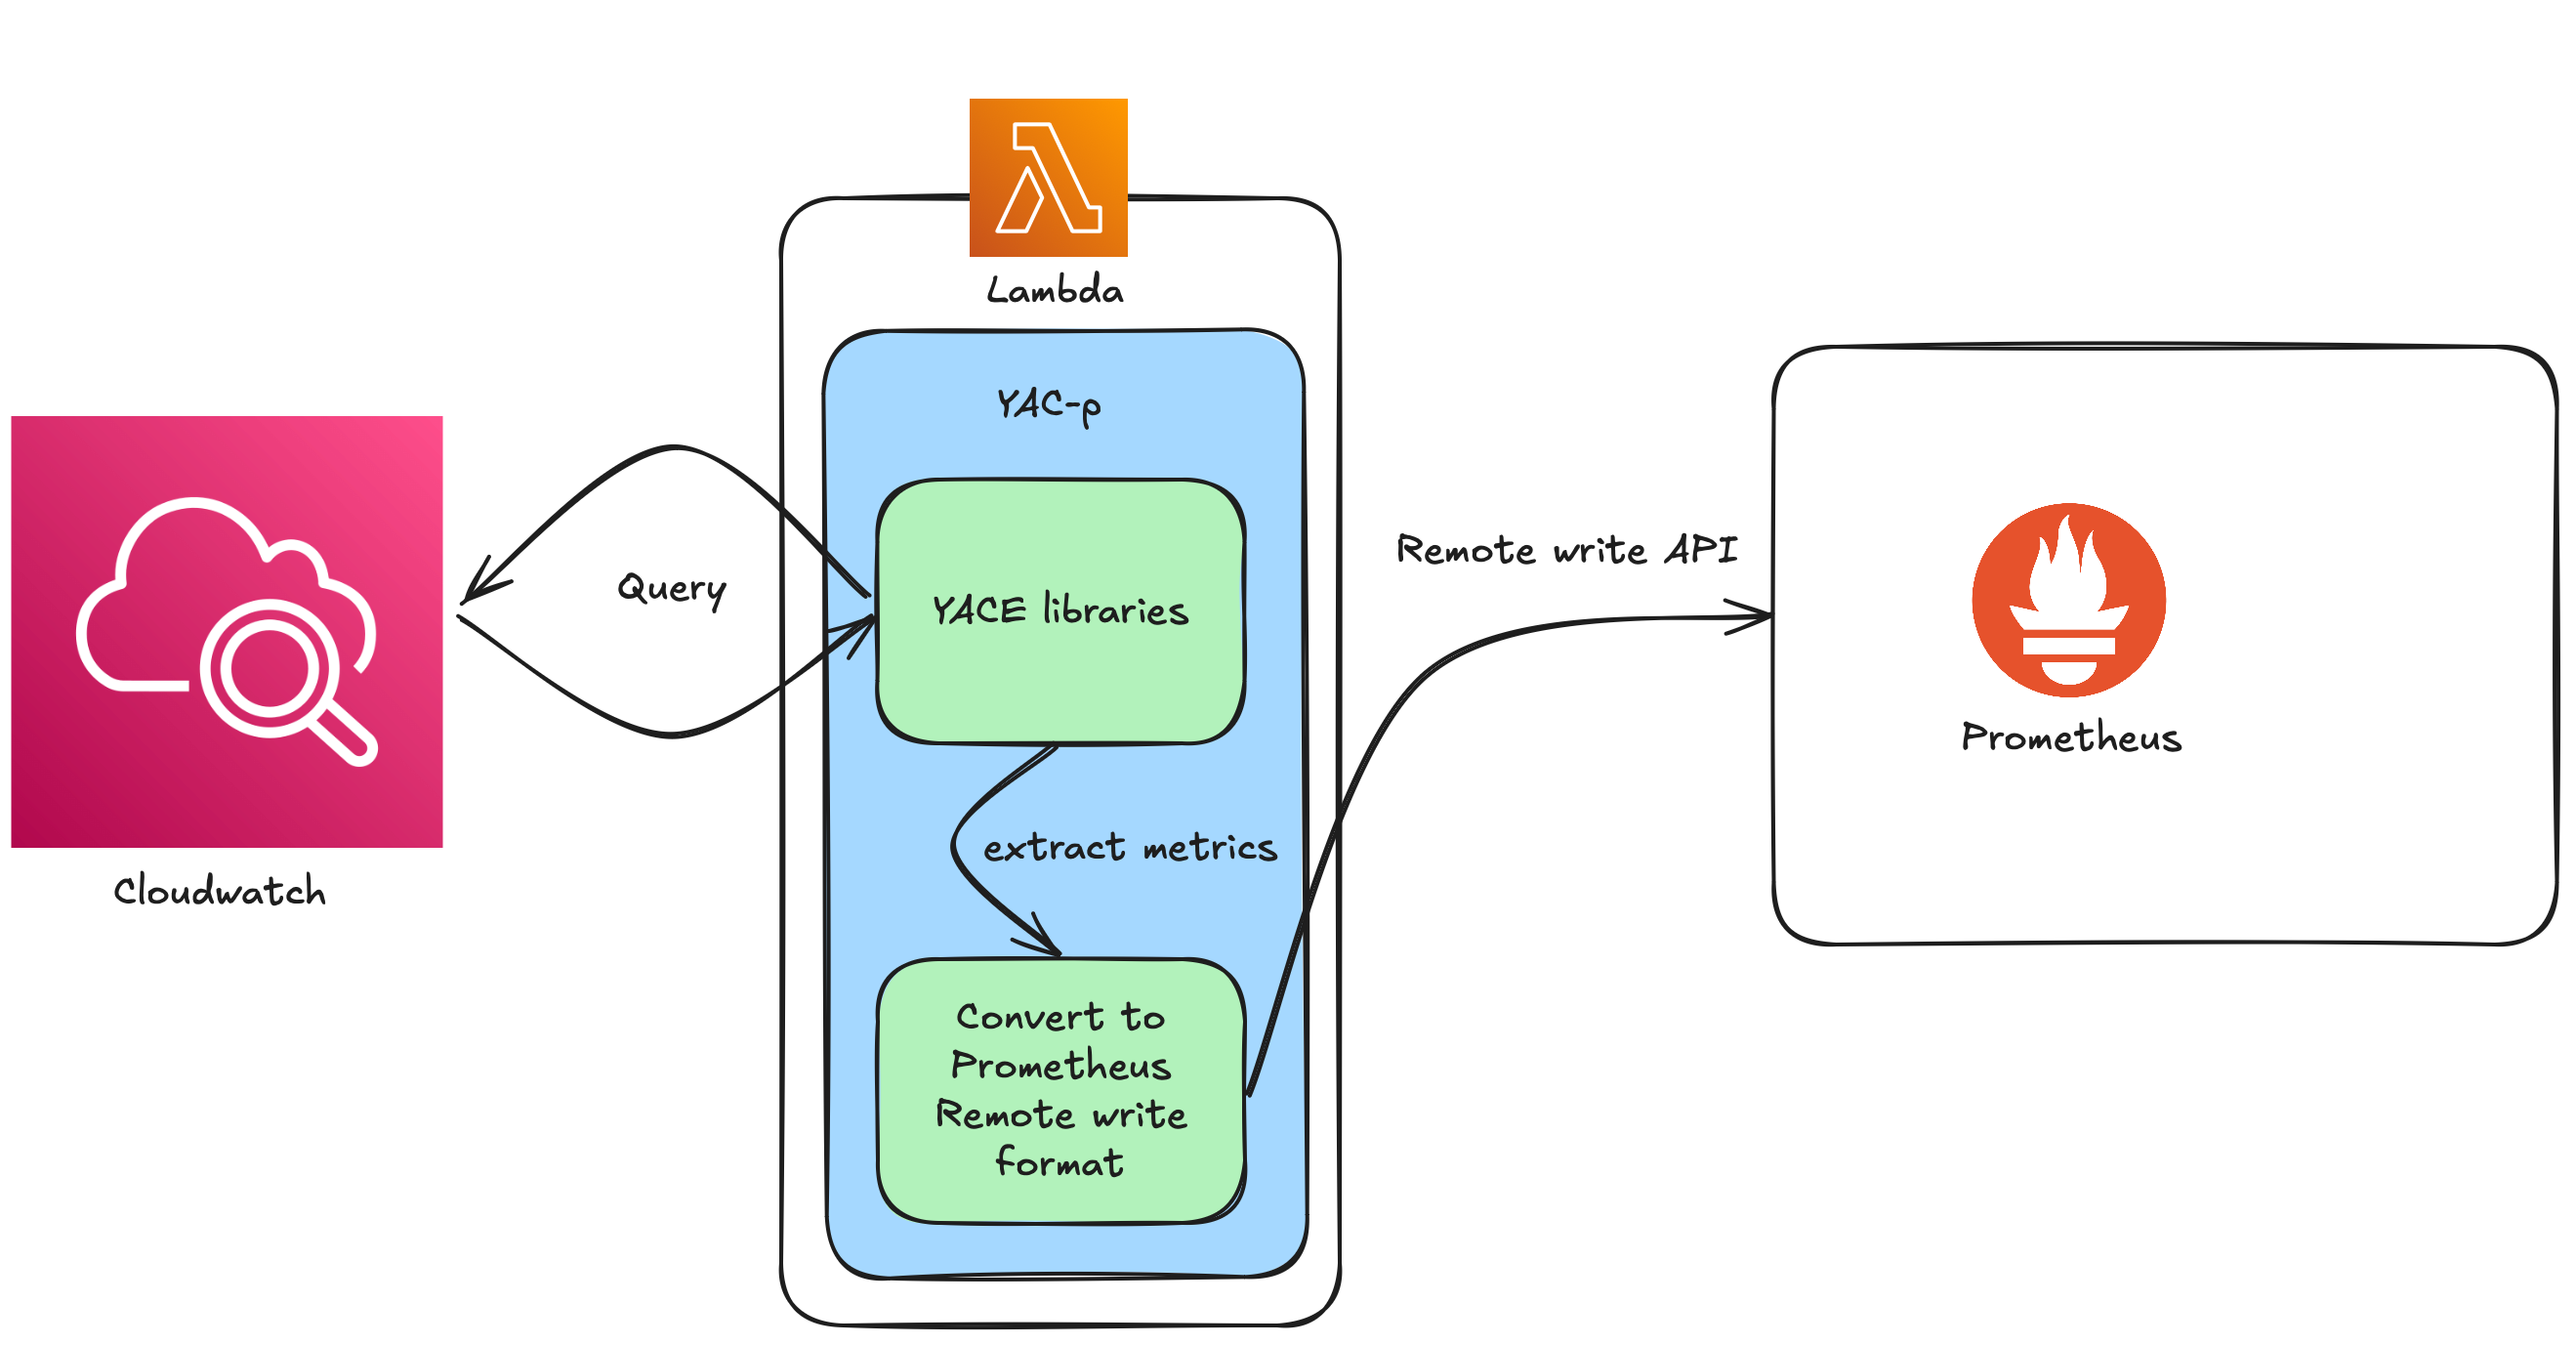 Lambda
YAC-p
Query
YACE libraries
Remote write API
Prometheus
extract metrics
Cloudwatch
Convert to
Prometheus
Remote write
format